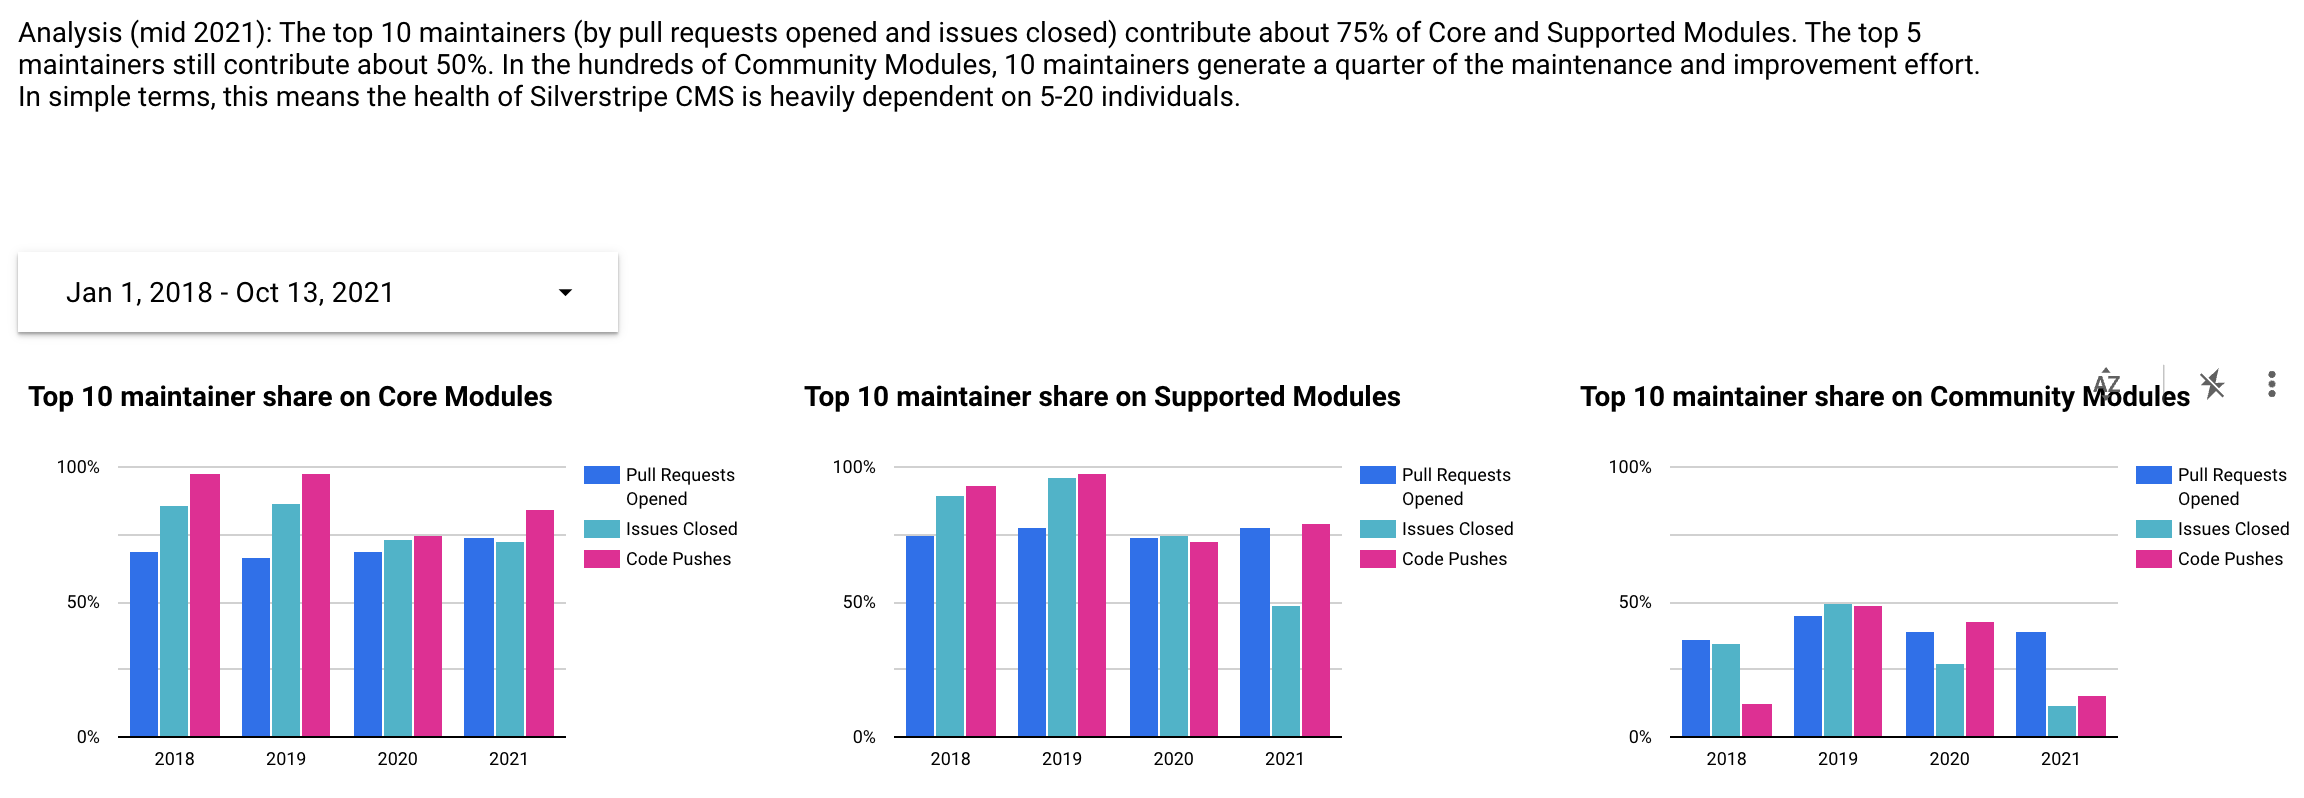 Analysis (mid 2021): The top 10 maintainers (by pull requests opened and issues closed) contribute about 75% of Core and Supported Modules. The top 5
maintainers still contribute about 50%. In the hundreds of Community Modules, 10 maintainers generate a quarter of the maintenance and improvement effort.
In simple terms, this means the health of Silverstripe CMS is heavily dependent on 5-20 individuals.
Jan 1, 2018 - Oct 13, 2021
Top 10 maintainer share on Core Modules
100%
50%
0%
2018 2019 2020 2021
Pull Requests
Opened
Issues Closed
Code Pushes
Top 10 maintainer share on Supported Modules
100%
50%
0%
2018 2019 2020 2021
Pull Requests
Opened
Issues Closed
Code Pushes
AZ
Top 10 maintainer share on Community Modules
100%
50%
0%
2018 2019 2020 2021
Pull Requests
Opened
Issues Closed
Code Pushes